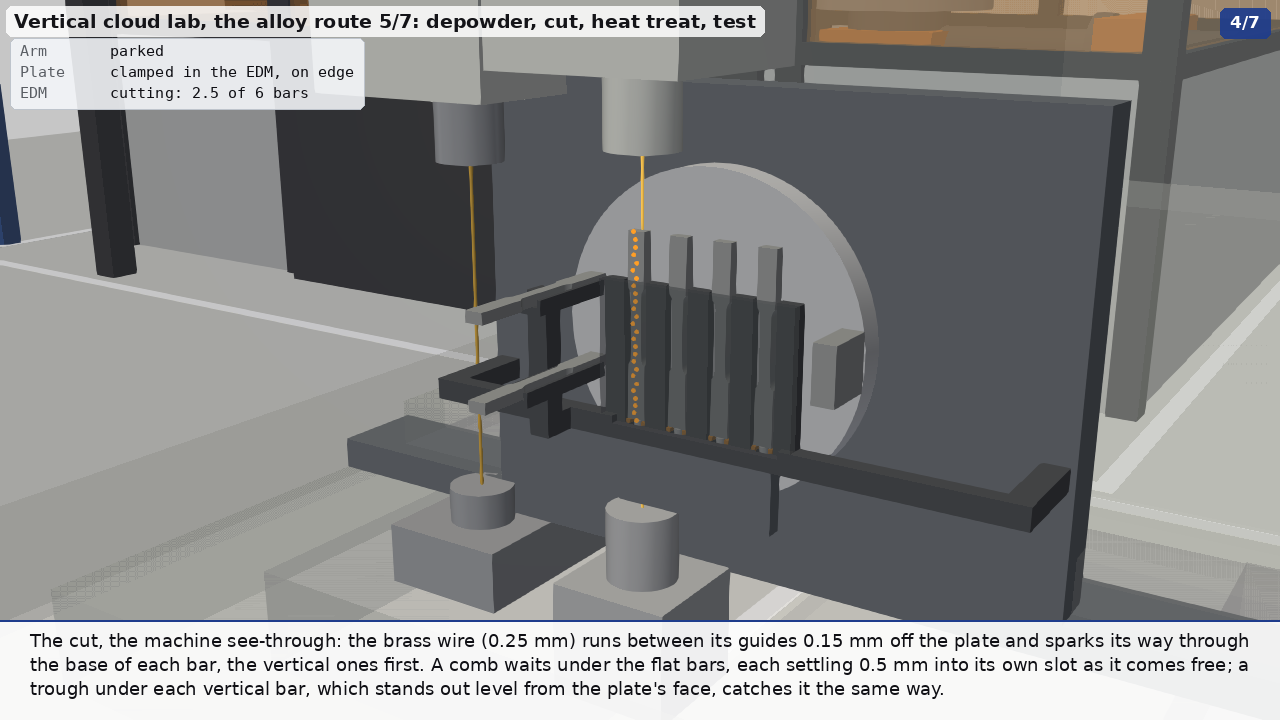 Vertical cloud lab, the alloy route 5/7: depowder, cut, heat treat, test
4/7
Arm parked
Plate clamped in the EDM, on edge
EDM cutting: 2.5 of 6 bars
The cut, the machine see-through: the brass wire (0.25 mm) runs between its guides 0.15 mm off the plate and sparks its way through
the base of each bar, the vertical ones first. A comb waits under the flat bars, each settling 0.5 mm into its own slot as it comes free; a
trough under each vertical bar, which stands out level from the plate's face, catches it the same way.